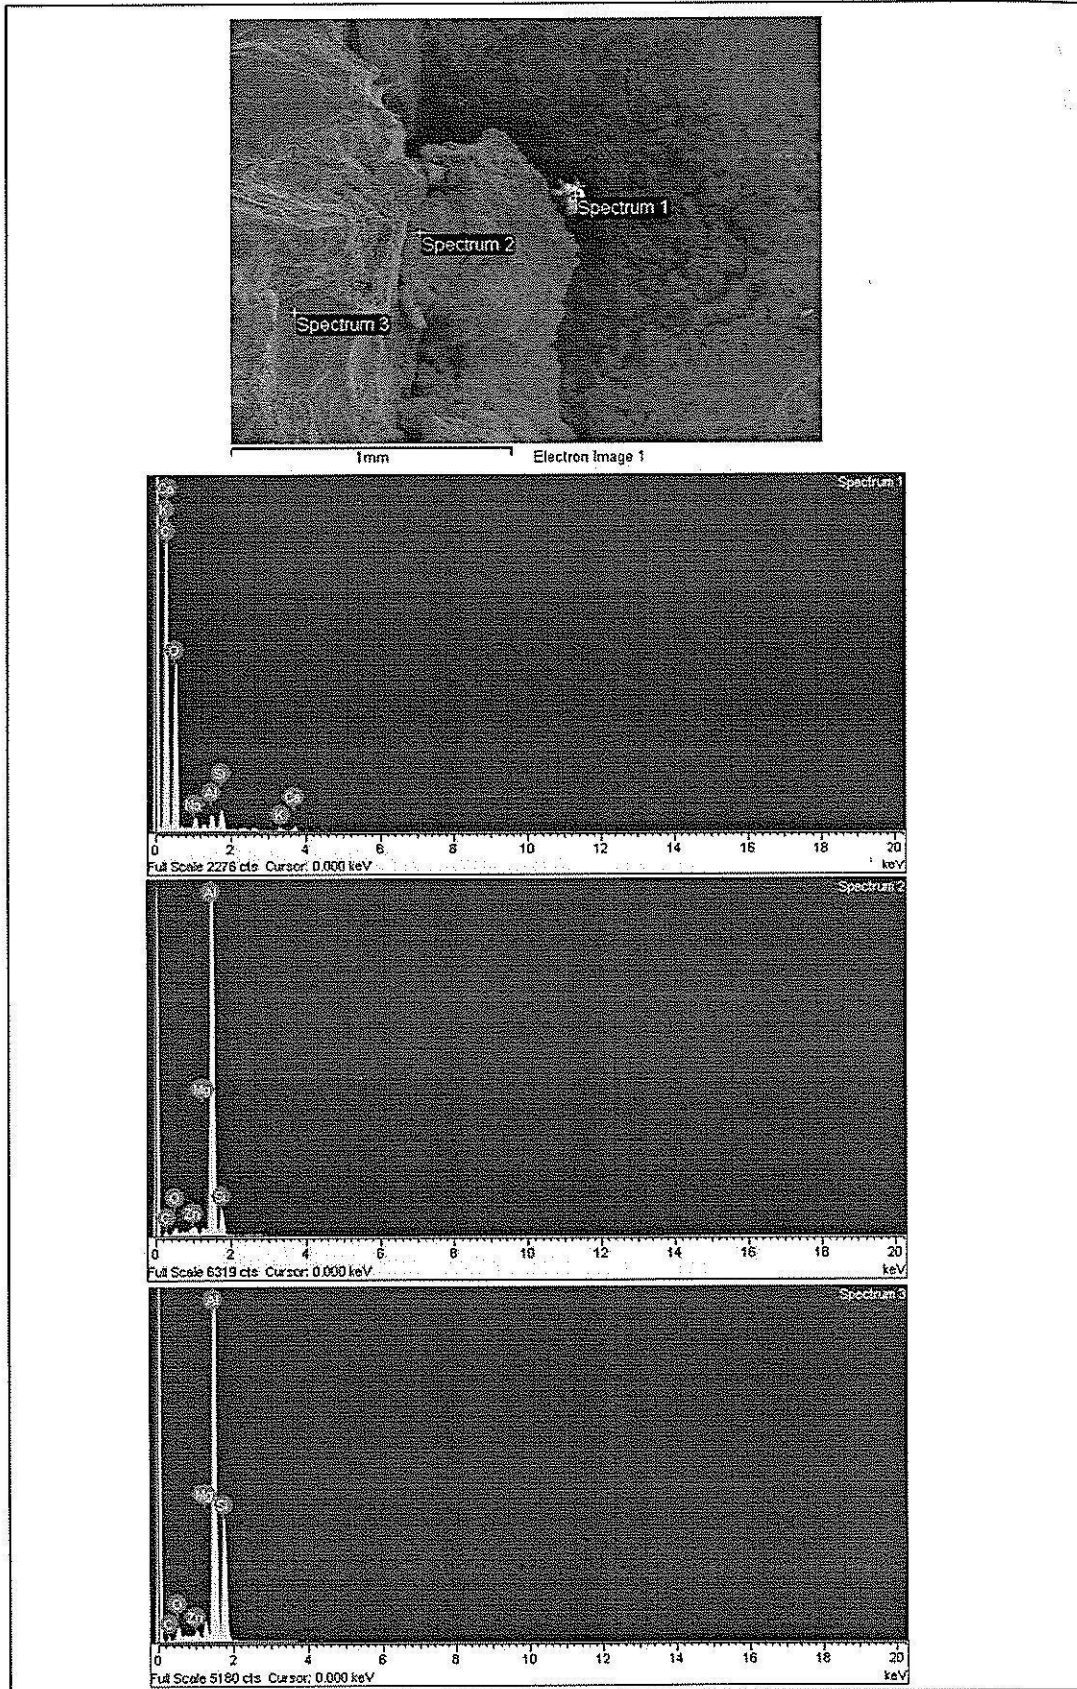 Spectrum 1
Spectrum 2
Spectrum 3
1mm Electron Image 1
Spectrum 1
Ca
K
C
O
Si
Al
Na
Ca
K
0 2 4 6 8 10 12 14 16 18 20
Full Scale 2276 cts Cursor: 0.000 keV keV
Spectrum 2
Al
Mg
O
Si
C
Zn
0 2 4 6 8 10 12 14 16 18 20
Full Scale 6319 cts Cursor: 0.000 keV keV
Spectrum 3
Al
Mg
Si
O
Zn
C
0 2 4 6 8 10 12 14 16 18 20
Full Scale 5180 cts Cursor: 0.000 keV keV